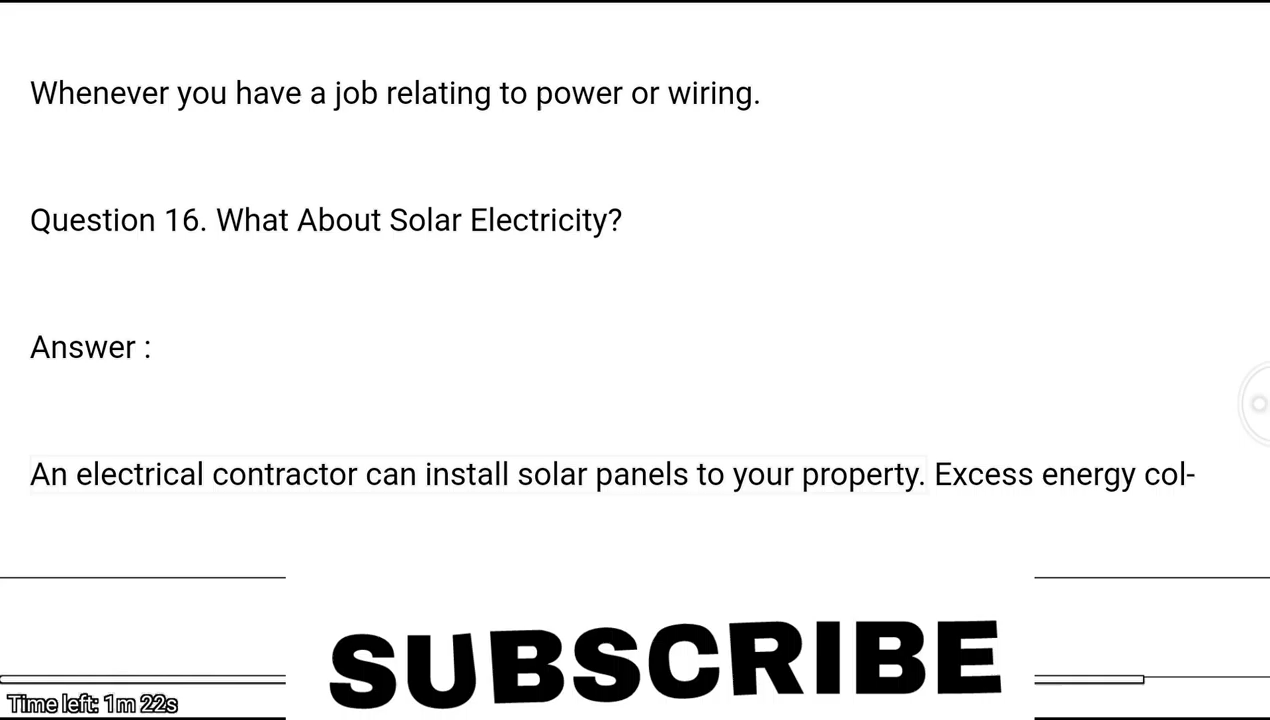 Whenever you have a job relating to power or wiring.
Question 16. What About Solar Electricity?
Answer :
An electrical contractor can install solar panels to your property. Excess energy col-
SUBSCRIBE
Time left: 1m 22s